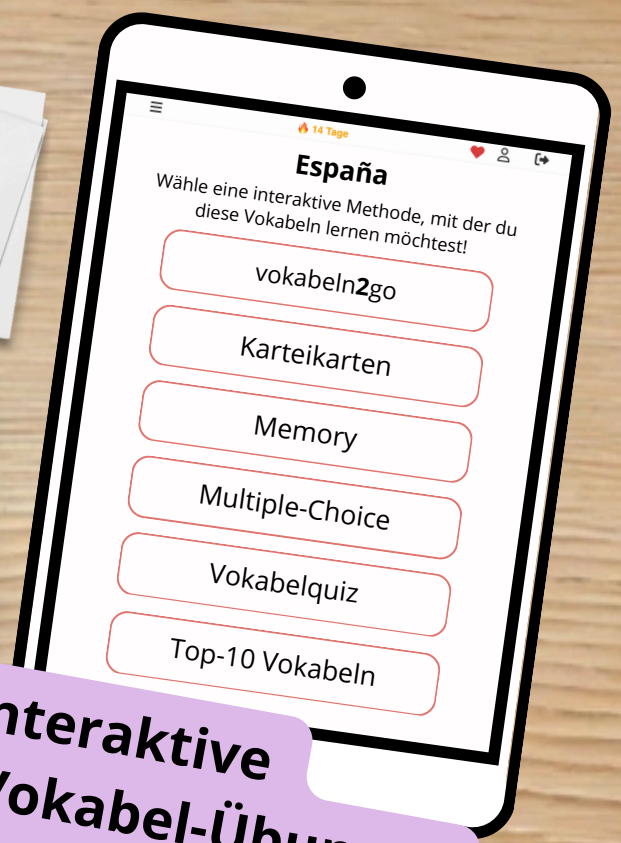 14 Tage
España
Wähle eine interaktive Methode, mit der du
diese Vokabeln lernen möchtest!
vokabeln2go
Karteikarten
Memory
Multiple-Choice
Vokabelquiz
Top-10 Vokabeln
nteraktive
Vokabel-Übun